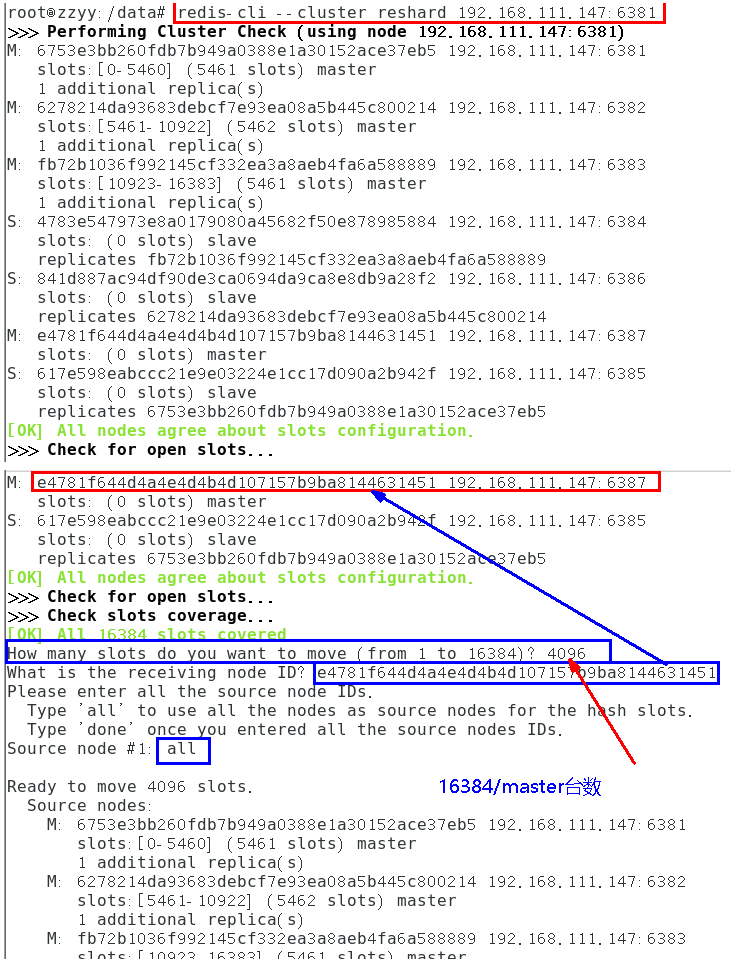 root@zzyy:/data# redis-cli --cluster reshard 192.168.111.147:6381
>>> Performing Cluster Check (using node 192.168.111.147:6381)
M: 6753e3bb260fdb7b949a0388e1a30152ace37eb5 192.168.111.147:6381
slots:[0-5460] (5461 slots) master
1 additional replica(s)
M: 6278214da93683debcf7e93ea08a5b445c800214 192.168.111.147:6382
slots:[5461-10922] (5462 slots) master
1 additional replica(s)
M: fb72b1036f992145cf332ea3a8aeb4fa6a588889 192.168.111.147:6383
slots:[10923-16383] (5461 slots) master
1 additional replica(s)
S: 4783e547973e8a0179080a45682f50e878985884 192.168.111.147:6384
slots: (0 slots) slave
replicates fb72b1036f992145cf332ea3a8aeb4fa6a588889
S: 841d887ac94df90de3ca0694da9ca8e8db9a28f2 192.168.111.147:6386
slots: (0 slots) slave
replicates 6278214da93683debcf7e93ea08a5b445c800214
M: e4781f644d4a4e4d4b4d107157b9ba8144631451 192.168.111.147:6387
slots: (0 slots) master
S: 617e598eabccc21e9e03224e1cc17d090a2b942f 192.168.111.147:6385
slots: (0 slots) slave
replicates 6753e3bb260fdb7b949a0388e1a30152ace37eb5
[OK] All nodes agree about slots configuration.
>>> Check for open slots...
M: e4781f644d4a4e4d4b4d107157b9ba8144631451 192.168.111.147:6387
slots: (0 slots) master
S: 617e598eabccc21e9e03224e1cc17d090a2b942f 192.168.111.147:6385
slots: (0 slots) slave
replicates 6753e3bb260fdb7b949a0388e1a30152ace37eb5
[OK] All nodes agree about slots configuration.
>>> Check for open slots...
>>> Check slots coverage...
[OK] All 16384 slots covered
How many slots do you want to move (from 1 to 16384)? 4096
What is the receiving node ID? e4781f644d4a4e4d4b4d107157b9ba8144631451
Please enter all the source node IDs.
Type 'all' to use all the nodes as source nodes for the hash slots.
Type 'done' once you entered all the source nodes IDs.
Source node #1: all
16384/master台数
Ready to move 4096 slots.
Source nodes:
M: 6753e3bb260fdb7b949a0388e1a30152ace37eb5 192.168.111.147:6381
slots:[0-5460] (5461 slots) master
1 additional replica(s)
M: 6278214da93683debcf7e93ea08a5b445c800214 192.168.111.147:6382
slots:[5461-10922] (5462 slots) master
1 additional replica(s)
M: fb72b1036f992145cf332ea3a8aeb4fa6a588889 192.168.111.147:6383
slots:[10923-16383] (5461 slots) master